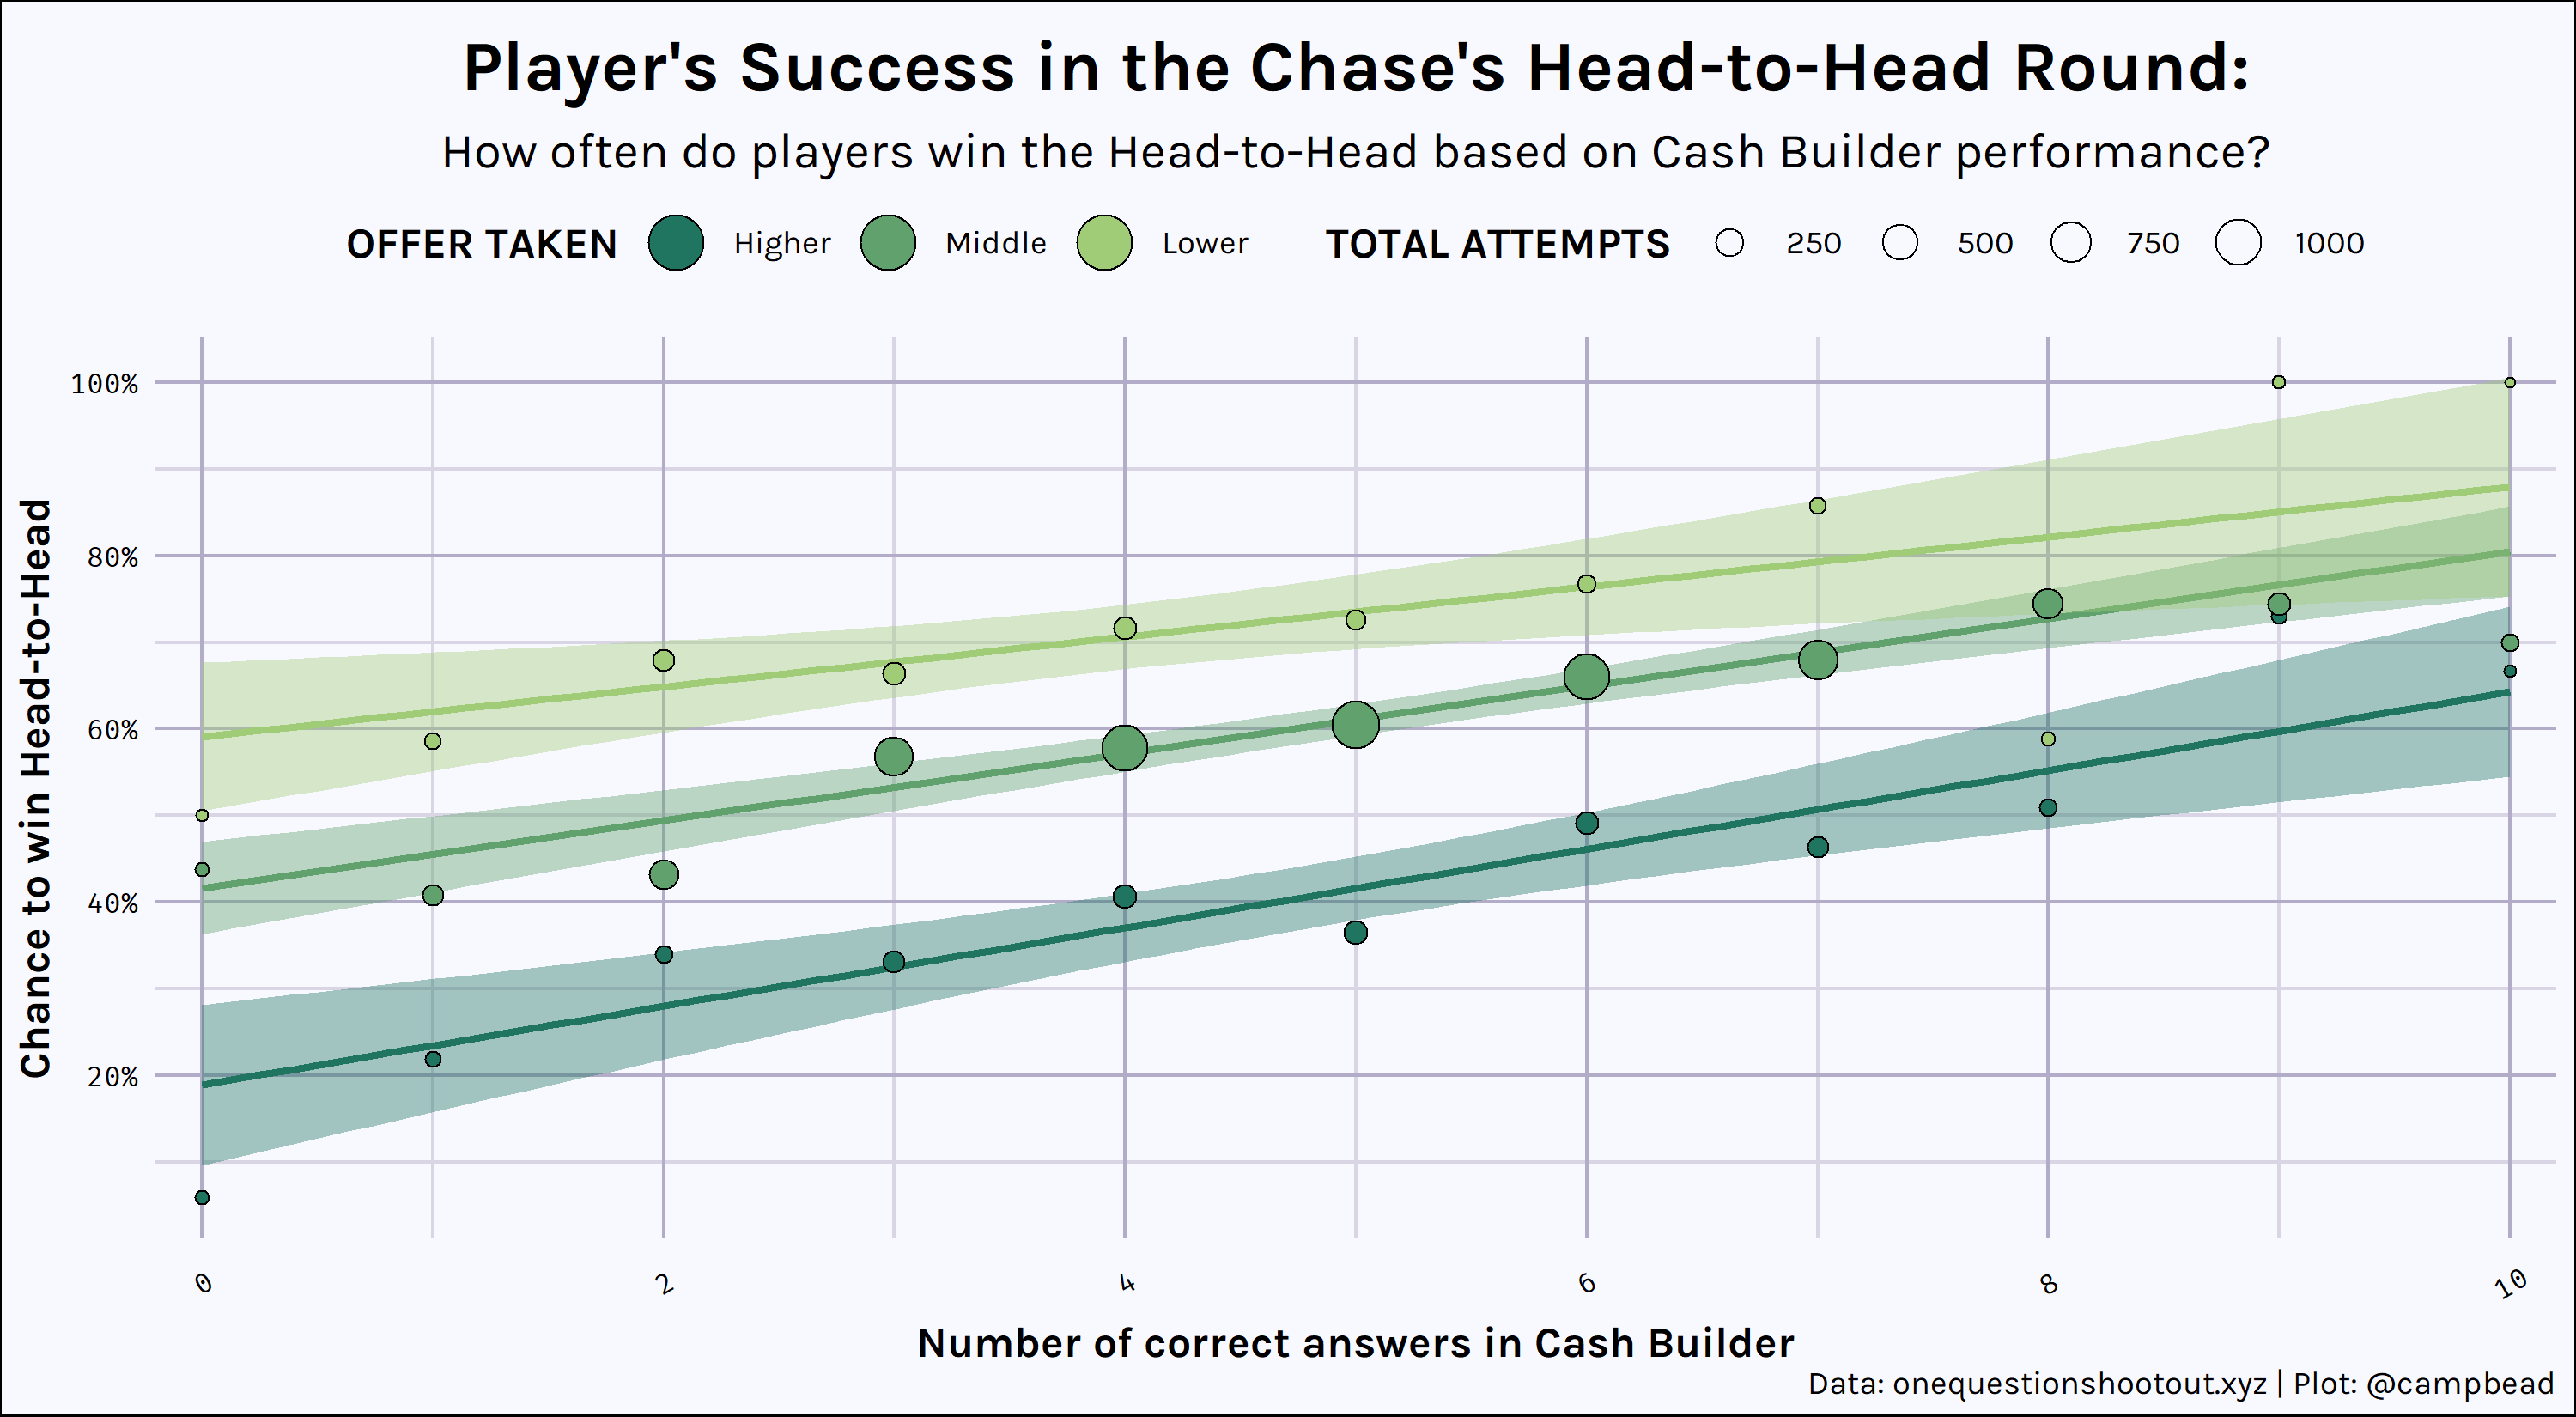 Player's Success in the Chase's Head-to-Head Round:
How often do players win the Head-to-Head based on Cash Builder performance?
OFFER TAKEN Higher Middle Lower TOTAL ATTEMPTS 250 500 750 1000
Chance to win Head-to-Head
100%
80%
60%
40%
20%
0 2 4 6 8 10
Number of correct answers in Cash Builder
Data: onequestionshootout.xyz | Plot: @campbead